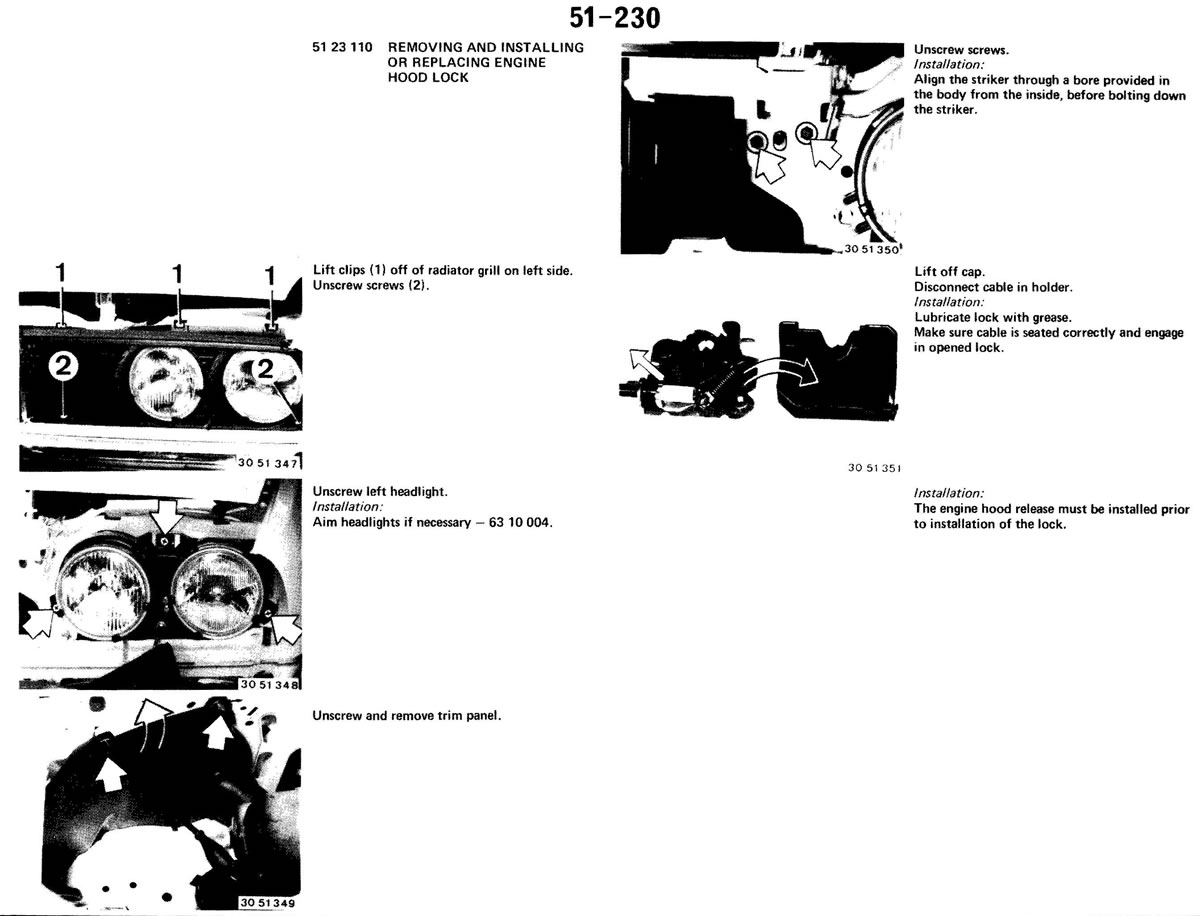 51-230
51 23 110 REMOVING AND INSTALLING
OR REPLACING ENGINE
HOOD LOCK
1 1 1
2 2
30 51 347
Lift clips (1) off of radiator grill on left side.
Unscrew screws (2).
30 51 348
Unscrew left headlight.
Installation:
Aim headlights if necessary — 63 10 004.
30 51 349
Unscrew and remove trim panel.
30 51 350
Unscrew screws.
Installation:
Align the striker through a bore provided in
the body from the inside, before bolting down
the striker.
30 51 351
Lift off cap.
Disconnect cable in holder.
Installation:
Lubricate lock with grease.
Make sure cable is seated correctly and engage
in opened lock.
Installation:
The engine hood release must be installed prior
to installation of the lock.